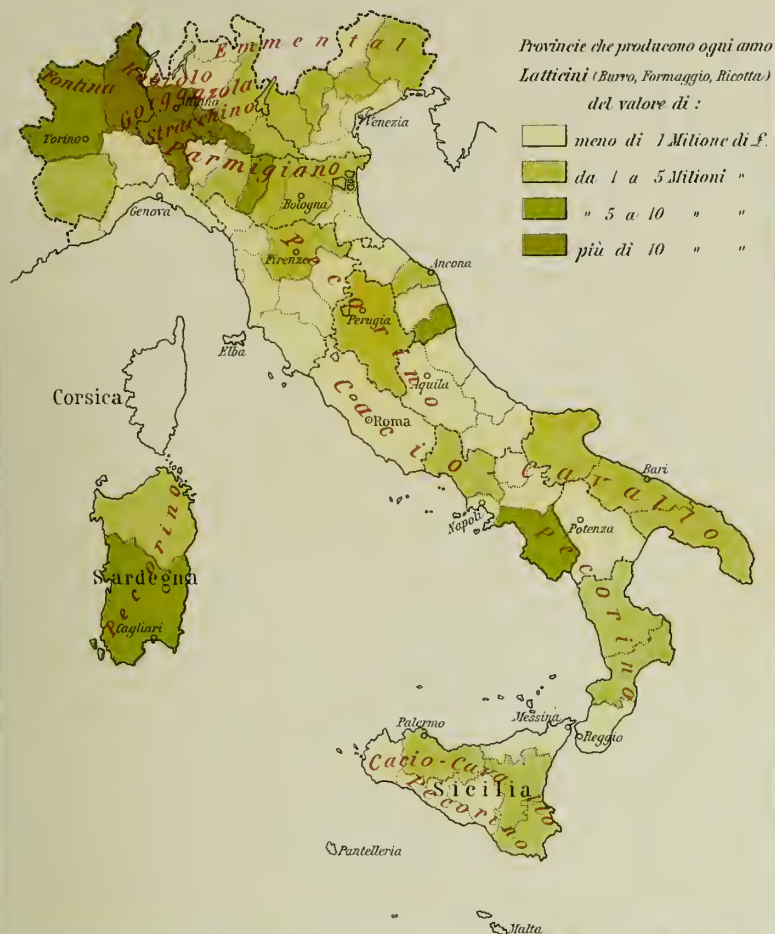 Provincie che producono ogni anno
Latticini (Burro, Formaggio, Ricotta)
del valore di :
meno di 1 Milione di £.
da 1 a 5 Milioni "
" 5 a 10 " "
più di 10 " "
Emmental
Fontina
Gorgonzola
Milano
Stracchino
Torino
Venezia
Parmigiano
Bologna
Genova
Firenze
Pecorino
Ancona
Perugia
Elba
Aquila
Corsica
Roma
Cacio Cavallo
Bari
Napoli
Potenza
Pecorino
Pecorino
Sardegna
Cagliari
Messina
Reggio
Palermo
Cacio-Cavallo
Sicilia
Pecorino
Pantelleria
Malta